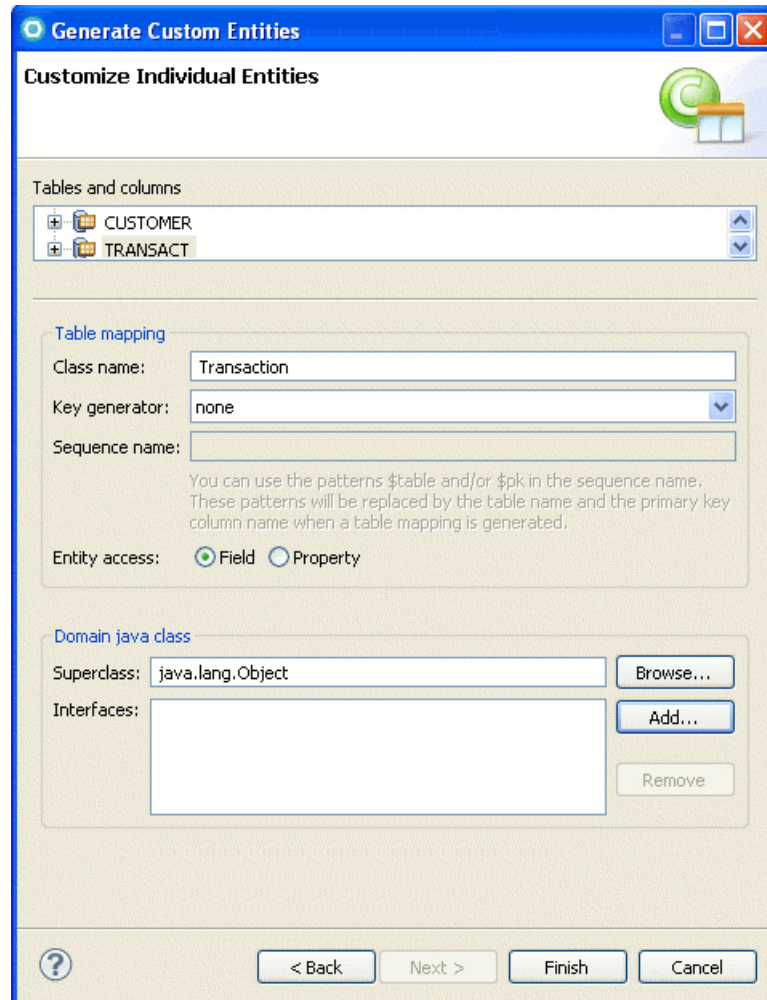 Generate Custom Entities
Customize Individual Entities
Tables and columns
CUSTOMER
TRANSACT
Table mapping
Class name: Transaction
Key generator: none
Sequence name:
You can use the patterns $table and/or $pk in the sequence name.
These patterns will be replaced by the table name and the primary key
column name when a table mapping is generated.
Entity access: Field Property
Domain java class
Superclass: java.lang.Object Browse...
Interfaces: Add...
Remove
? < Back Next > Finish Cancel